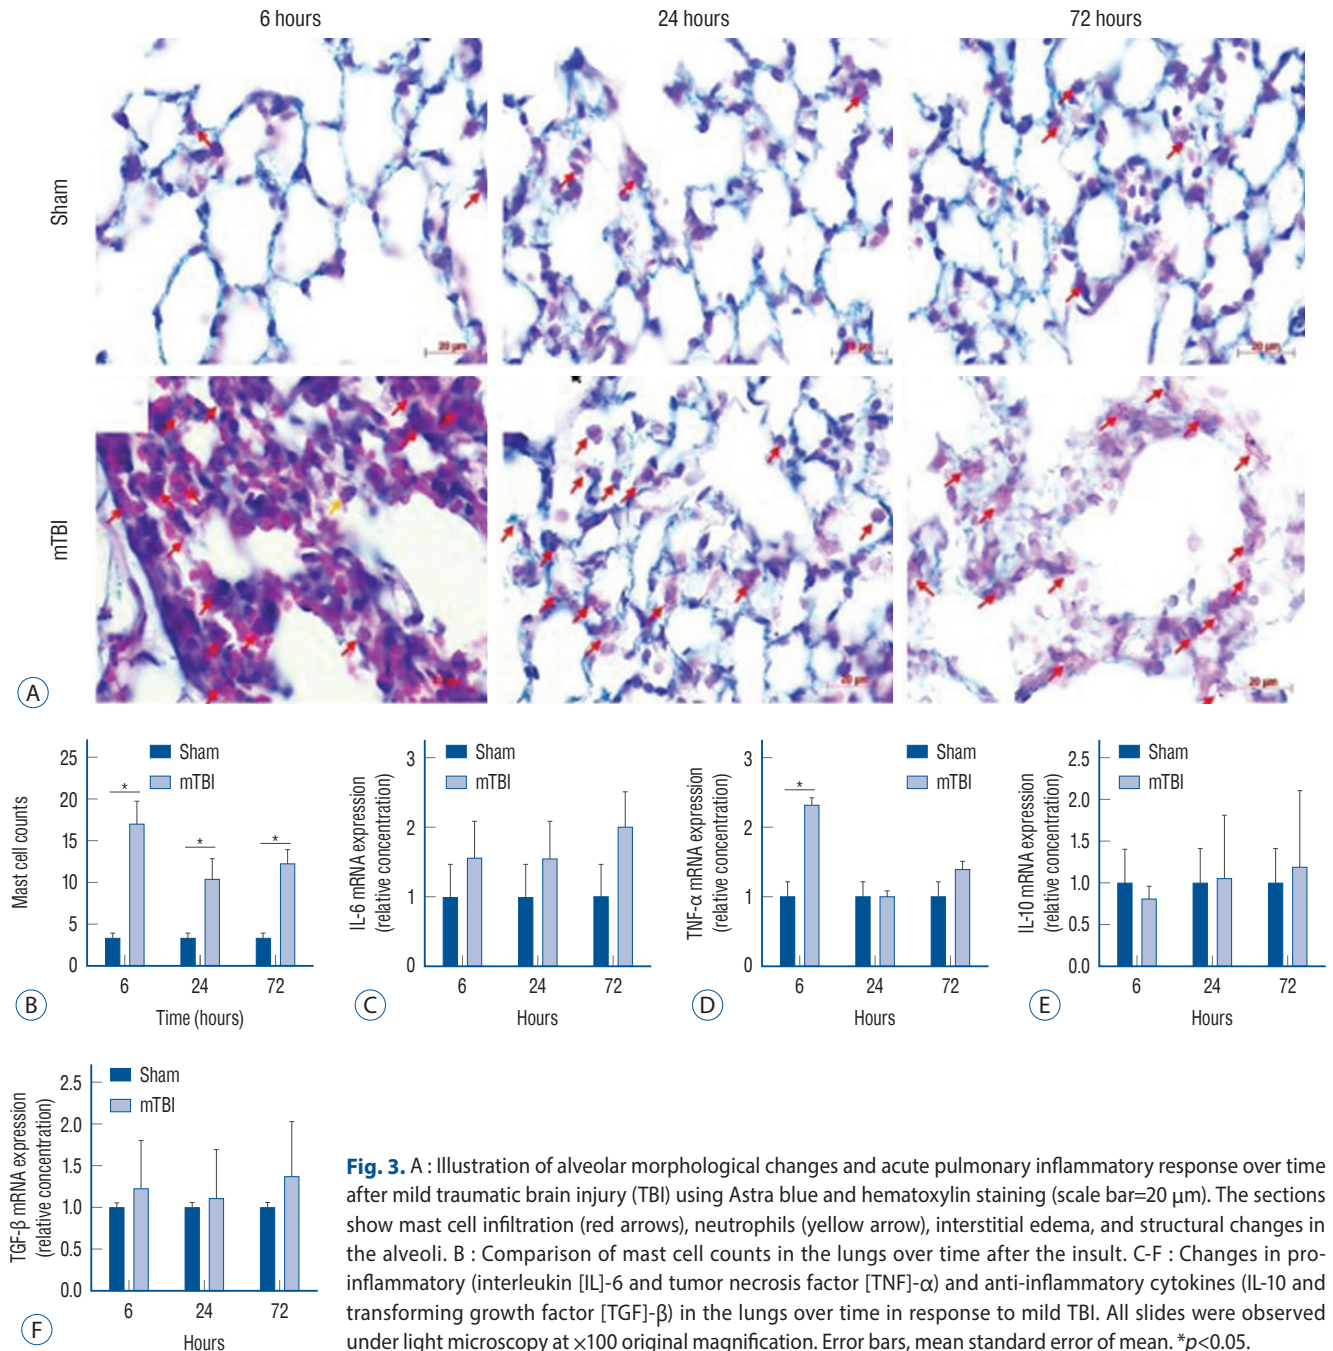 6 hours
24 hours
72 hours
Sham
20 μm
20 μm
mTBI
20 μm
20 μm
A
25
20
15
10
5
0
Mast cell counts
Sham
mTBI
*
*
*
6
24
72
Time (hours)
B
3
2
1
0
IL-6 mRNA expression
(relative concentration)
Sham
mTBI
6
24
72
Hours
C
3
2
1
0
TNF-α mRNA expression
(relative concentration)
Sham
mTBI
*
6
24
72
Hours
D
2.5
2.0
1.5
1.0
0.5
0.0
IL-10 mRNA expression
(relative concentration)
Sham
mTBI
6
24
72
Hours
E
2.5
2.0
1.5
1.0
0.5
0.0
TGF-β mRNA expression
(relative concentration)
Sham
mTBI
6
24
72
Hours
F
Fig. 3. A : Illustration of alveolar morphological changes and acute pulmonary inflammatory response over time
after mild traumatic brain injury (TBI) using Astra blue and hematoxylin staining (scale bar=20 μm). The sections
show mast cell infiltration (red arrows), neutrophils (yellow arrow), interstitial edema, and structural changes in
the alveoli. B : Comparison of mast cell counts in the lungs over time after the insult. C-F : Changes in pro-
inflammatory (interleukin [IL]-6 and tumor necrosis factor [TNF]-α) and anti-inflammatory cytokines (IL-10 and
transforming growth factor [TGF]-β) in the lungs over time in response to mild TBI. All slides were observed
under light microscopy at ×100 original magnification. Error bars, mean standard error of mean. *p<0.05.